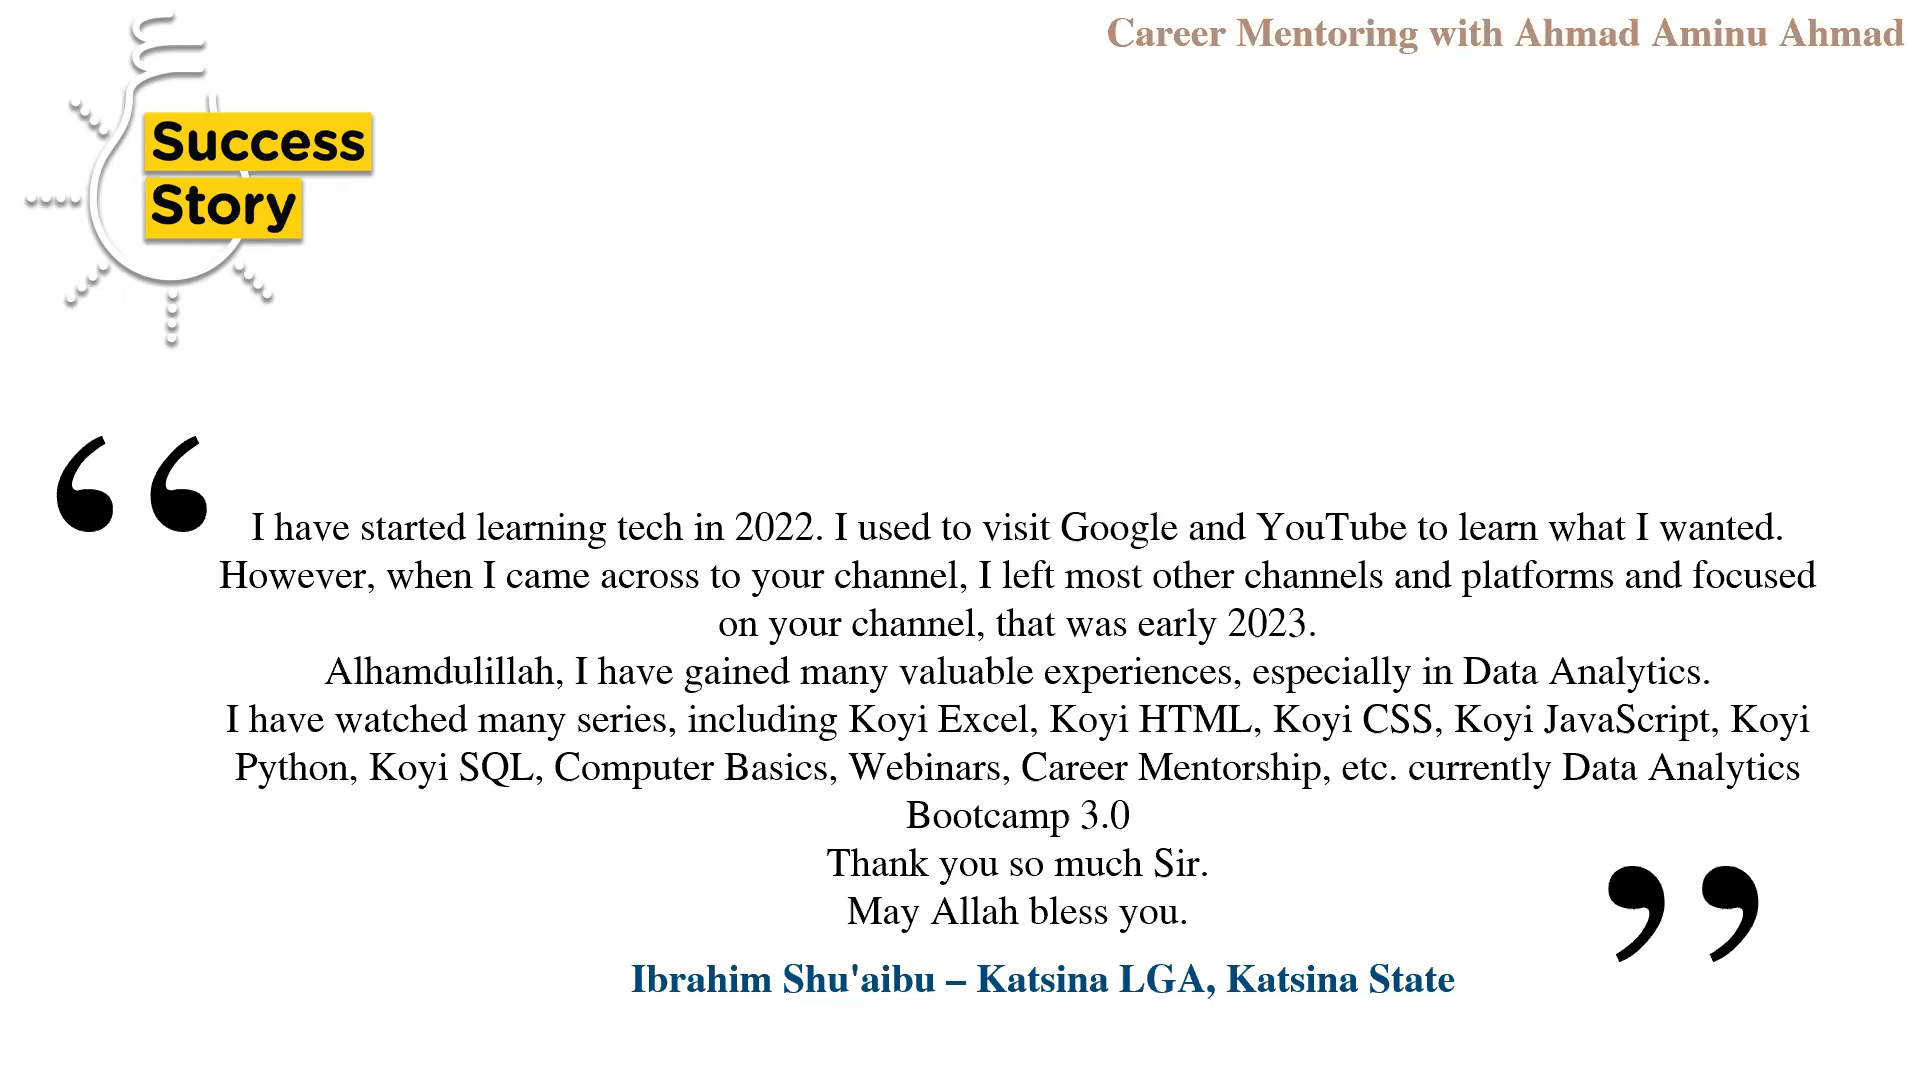 Career Mentoring with Ahmad Aminu Ahmad
Success
Story
“
I have started learning tech in 2022. I used to visit Google and YouTube to learn what I wanted.
However, when I came across to your channel, I left most other channels and platforms and focused
on your channel, that was early 2023.
Alhamdulillah, I have gained many valuable experiences, especially in Data Analytics.
I have watched many series, including Koyi Excel, Koyi HTML, Koyi CSS, Koyi JavaScript, Koyi
Python, Koyi SQL, Computer Basics, Webinars, Career Mentorship, etc. currently Data Analytics
Bootcamp 3.0
Thank you so much Sir.
May Allah bless you.
”
Ibrahim Shu'aibu – Katsina LGA, Katsina State